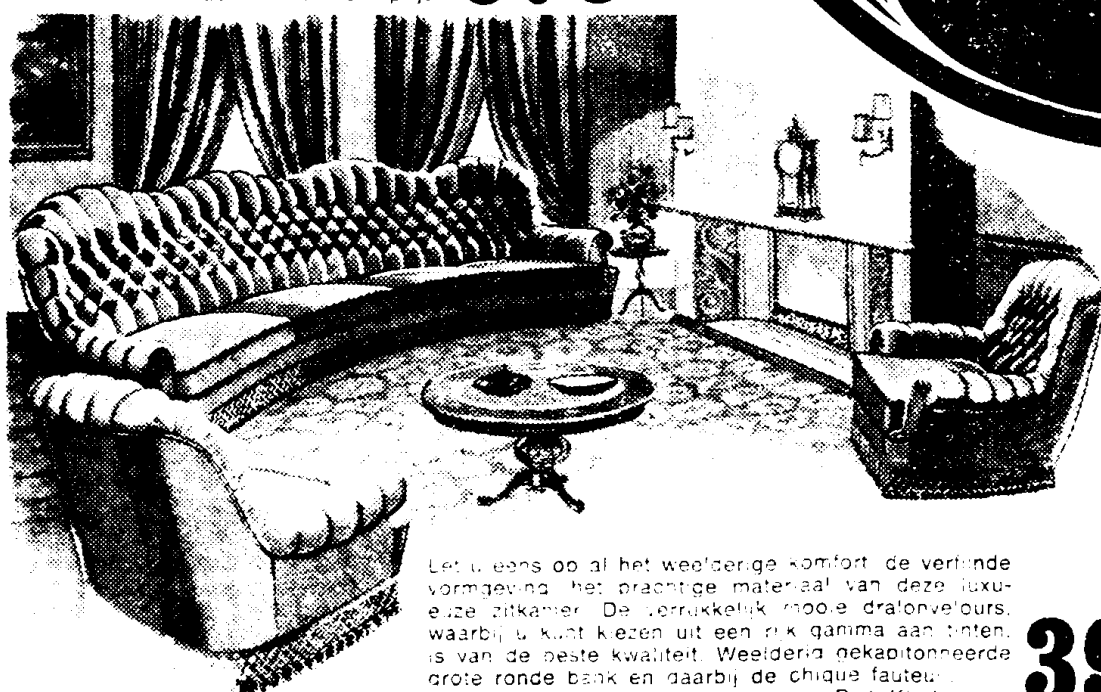 Let u eens op al het weelderige komfort de verfijnde
vormgeving het prachtige materiaal van deze luxu-
euze zitkamer De verrukkelijk mooie dralonvelours,
waarbij u kunt kiezen uit een rijk gamma aan tinten,
is van de beste kwaliteit. Weelderig gekapitonneerde
grote ronde bank en daarbij de chique
39